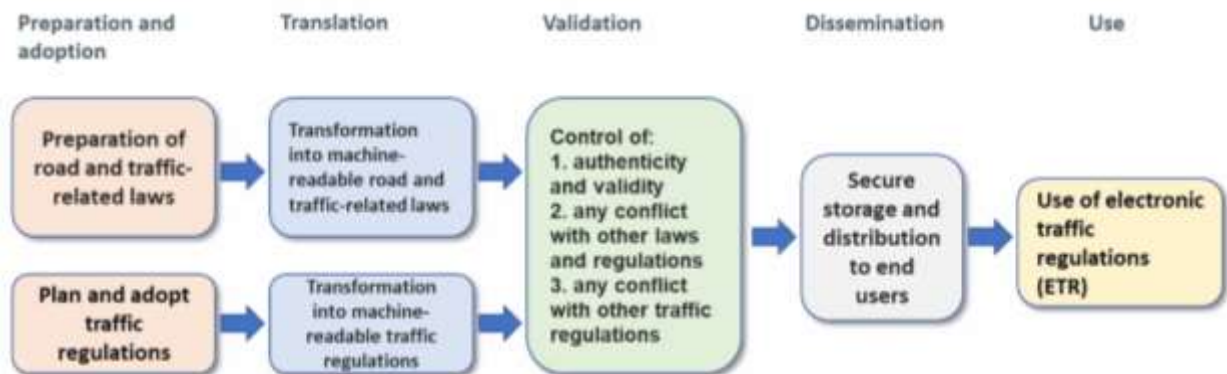 Preparation and
adoption
Translation
Validation
Dissemination
Use
Preparation of
road and traffic-
related laws
Transformation
into machine-
readable road and
traffic-related laws
Control of:
1. authenticity
and validity
2. any conflict
with other laws
and regulations
3. any conflict
with other traffic
regulations
Secure
storage and
distribution
to end
users
Use of electronic
traffic
regulations
(ETR)
Plan and adopt
traffic
regulations
Transformation
into machine-
readable traffic
regulations